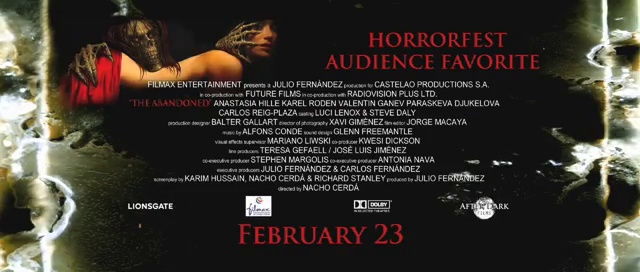 HORRORFEST
AUDIENCE FAVORITE
FILMAX ENTERTAINMENT presents a JULIO FERNÁNDEZ production for CASTELAO PRODUCTIONS S.A.
in co-production with FUTURE FILMS in co-production with RADIOVISION PLUS LTD.
"THE ABANDONED" ANASTASIA HILLE KAREL RODEN VALENTIN GANEV PARASKEVA DJUKELOVA
CARLOS REIG-PLAZA casting LUCI LENOX & STEVE DALY
production designer BALTER GALLART director of photography XAVI GIMÉNEZ film editor JORGE MACAYA
music by ALFONS CONDE sound design GLENN FREEMANTLE
visual effects supervisor MARIANO LIWSKI co-producer KWESI DICKSON
line producers TERESA GEFAELL / JOSÉ LUIS JIMÉNEZ
co-executive producer STEPHEN MARGOLIS co-executive producer ANTONIA NAVA
executive producers JULIO FERNÁNDEZ & CARLOS FERNÁNDEZ
screenplay by KARIM HUSSAIN, NACHO CERDÁ & RICHARD STANLEY produced by JULIO FERNÁNDEZ
directed by NACHO CERDÁ
LIONSGATE
filmax
DOLBY
IN SELECTED THEATRES
AFTER DARK
FILMS
FEBRUARY 23